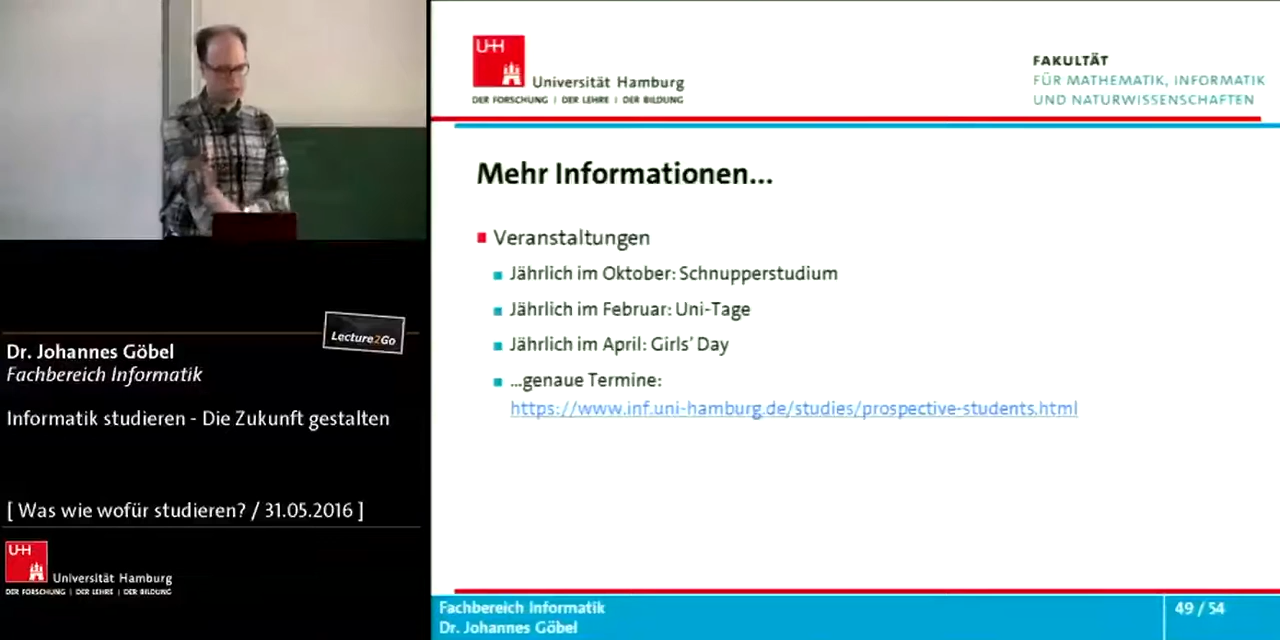 Lecture2Go
Dr. Johannes Göbel
Fachbereich Informatik
Informatik studieren - Die Zukunft gestalten
[ Was wie wofür studieren? / 31.05.2016 ]
UH
Universität Hamburg
DER FORSCHUNG | DER LEHRE | DER BILDUNG
UH
Universität Hamburg
DER FORSCHUNG | DER LEHRE | DER BILDUNG
FAKULTÄT
FÜR MATHEMATIK, INFORMATIK
UND NATURWISSENSCHAFTEN
Mehr Informationen...
Veranstaltungen
Jährlich im Oktober: Schnupperstudium
Jährlich im Februar: Uni-Tage
Jährlich im April: Girls' Day
...genaue Termine:
https://www.inf.uni-hamburg.de/studies/prospective-students.html
Fachbereich Informatik
Dr. Johannes Göbel
49 / 54